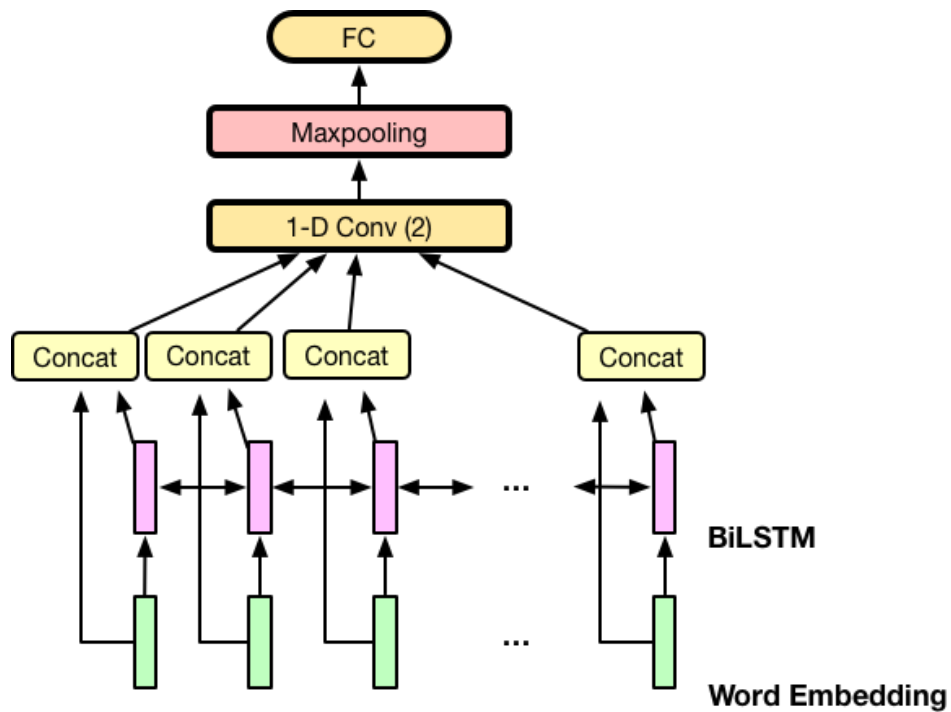 FC
Maxpooling
1-D Conv (2)
Concat Concat Concat Concat
...
BiLSTM
...
Word Embedding